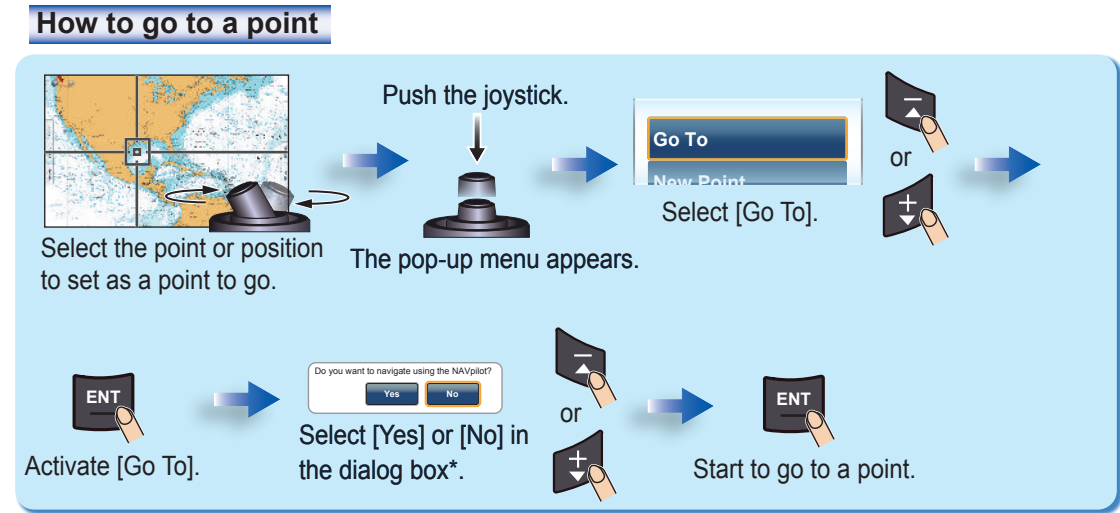 How to go to a point
Push the joystick.
Go To
New Point
or
Select [Go To].
Select the point or position
to set as a point to go.
The pop-up menu appears.
ENT
Do you want to navigate using the NAVpilot?
Yes
No
or
ENT
Activate [Go To].
Select [Yes] or [No] in
the dialog box*.
Start to go to a point.